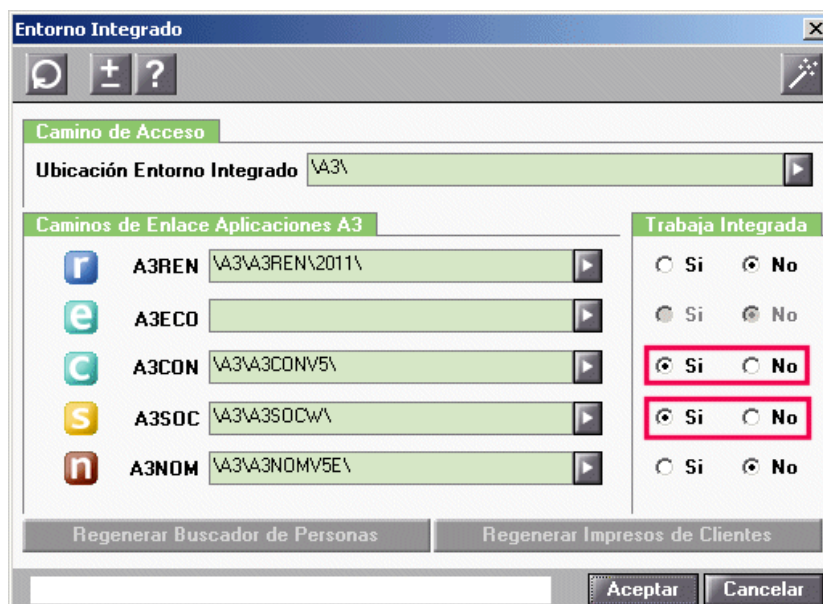 Entorno Integrado
Camino de Acceso
Ubicación Entorno Integrado \A3\
Caminos de Enlace Aplicaciones A3 Trabaja Integrada
r A3REN \A3\A3REN\2011\ Si No
e A3ECO Si No
c A3CON \A3\A3CONV5\ Si No
s A3SOC \A3\A3SOCW\ Si No
n A3NOM \A3\A3NOMV5E\ Si No
Regenerar Buscador de Personas Regenerar Impresos de Clientes
Aceptar Cancelar